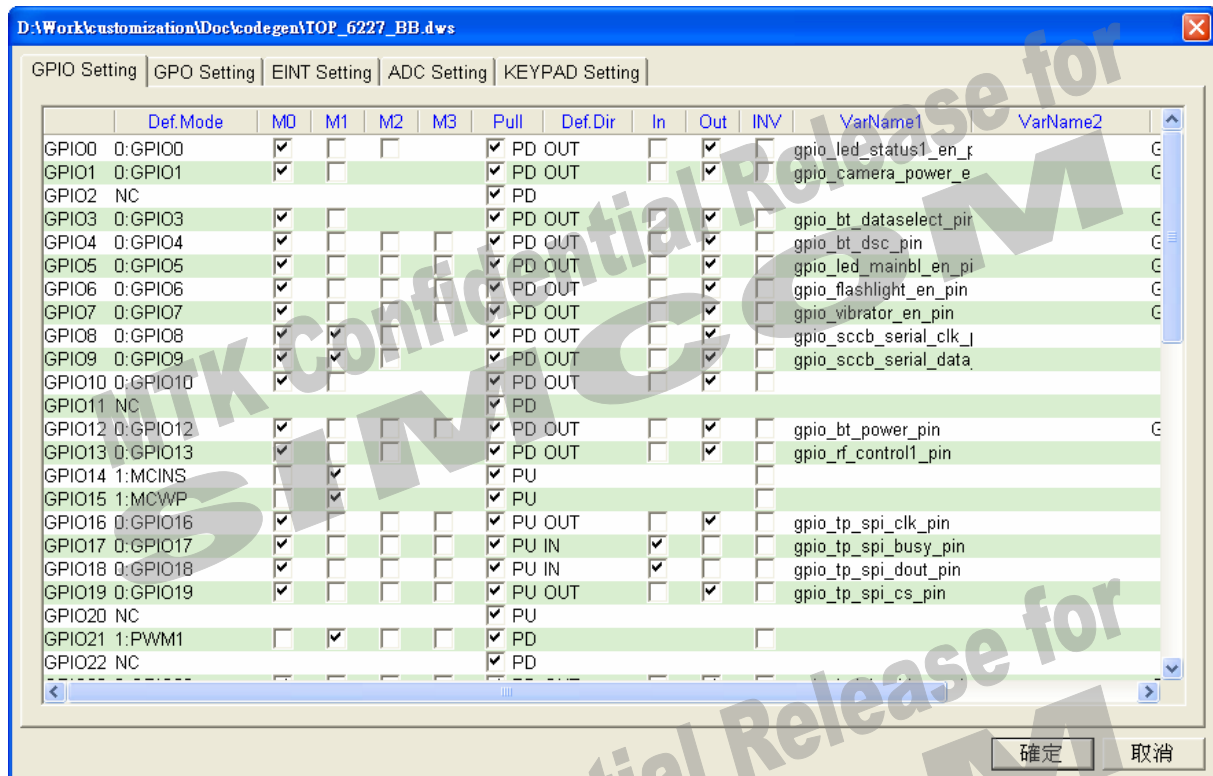 D:\Work\customization\Doc\codegen\TOP_6227_BB.dws
GPIO Setting GPO Setting EINT Setting ADC Setting KEYPAD Setting
Def.Mode M0 M1 M2 M3 Pull Def.Dir In Out INV VarName1 VarName2
GPIO0 0:GPIO0 PD OUT gpio_led_status1_en_p G
GPIO1 0:GPIO1 PD OUT gpio_camera_power_e G
GPIO2 NC PD
GPIO3 0:GPIO3 PD OUT gpio_bt_dataselect_pin G
GPIO4 0:GPIO4 PD OUT gpio_bt_dsc_pin G
GPIO5 0:GPIO5 PD OUT gpio_led_mainbl_en_pi G
GPIO6 0:GPIO6 PD OUT gpio_flashlight_en_pin G
GPIO7 0:GPIO7 PD OUT gpio_vibrator_en_pin G
GPIO8 0:GPIO8 PD OUT gpio_sccb_serial_clk_p
GPIO9 0:GPIO9 PD OUT gpio_sccb_serial_data_
GPIO10 0:GPIO10 PD OUT
GPIO11 NC PD
GPIO12 0:GPIO12 PD OUT gpio_bt_power_pin G
GPIO13 0:GPIO13 PD OUT gpio_rf_control1_pin
GPIO14 1:MCINS PU
GPIO15 1:MCWP PU
GPIO16 0:GPIO16 PU OUT gpio_tp_spi_clk_pin
GPIO17 0:GPIO17 PU IN gpio_tp_spi_busy_pin
GPIO18 0:GPIO18 PU IN gpio_tp_spi_dout_pin
GPIO19 0:GPIO19 PU OUT gpio_tp_spi_cs_pin
GPIO20 NC PU
GPIO21 1:PWM1 PD
GPIO22 NC PD
確定 取消
MTK Confidential Release for
SIMCOM
tial Release for